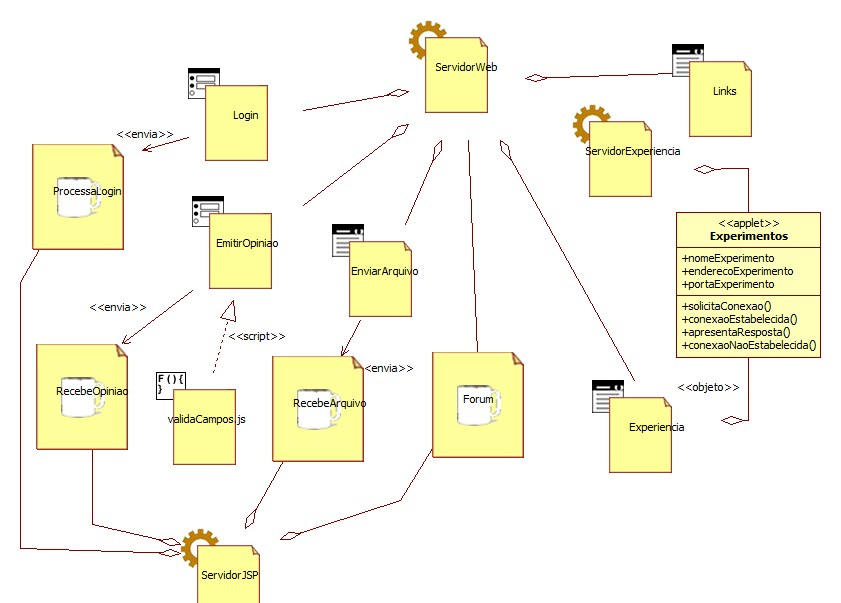 ServidorWeb
Links
Login
<<envia>>
ServidorExperiencia
ProcessaLogin
<<applet>>
Experimentos
+nomeExperimento
+enderecoExperimento
+portaExperimento
+solicitaConexao()
+conexaoEstabelecida()
+apresentaResposta()
+conexaoNaoEstabelecida()
EmitirOpiniao
EnviarArquivo
<<envia>>
<<script>>
<envia>>
<<objeto>>
F(){
}
RecebeOpiniao
validaCampos.js
RecebeArquivo
Forum
Experiencia
ServidorJSP